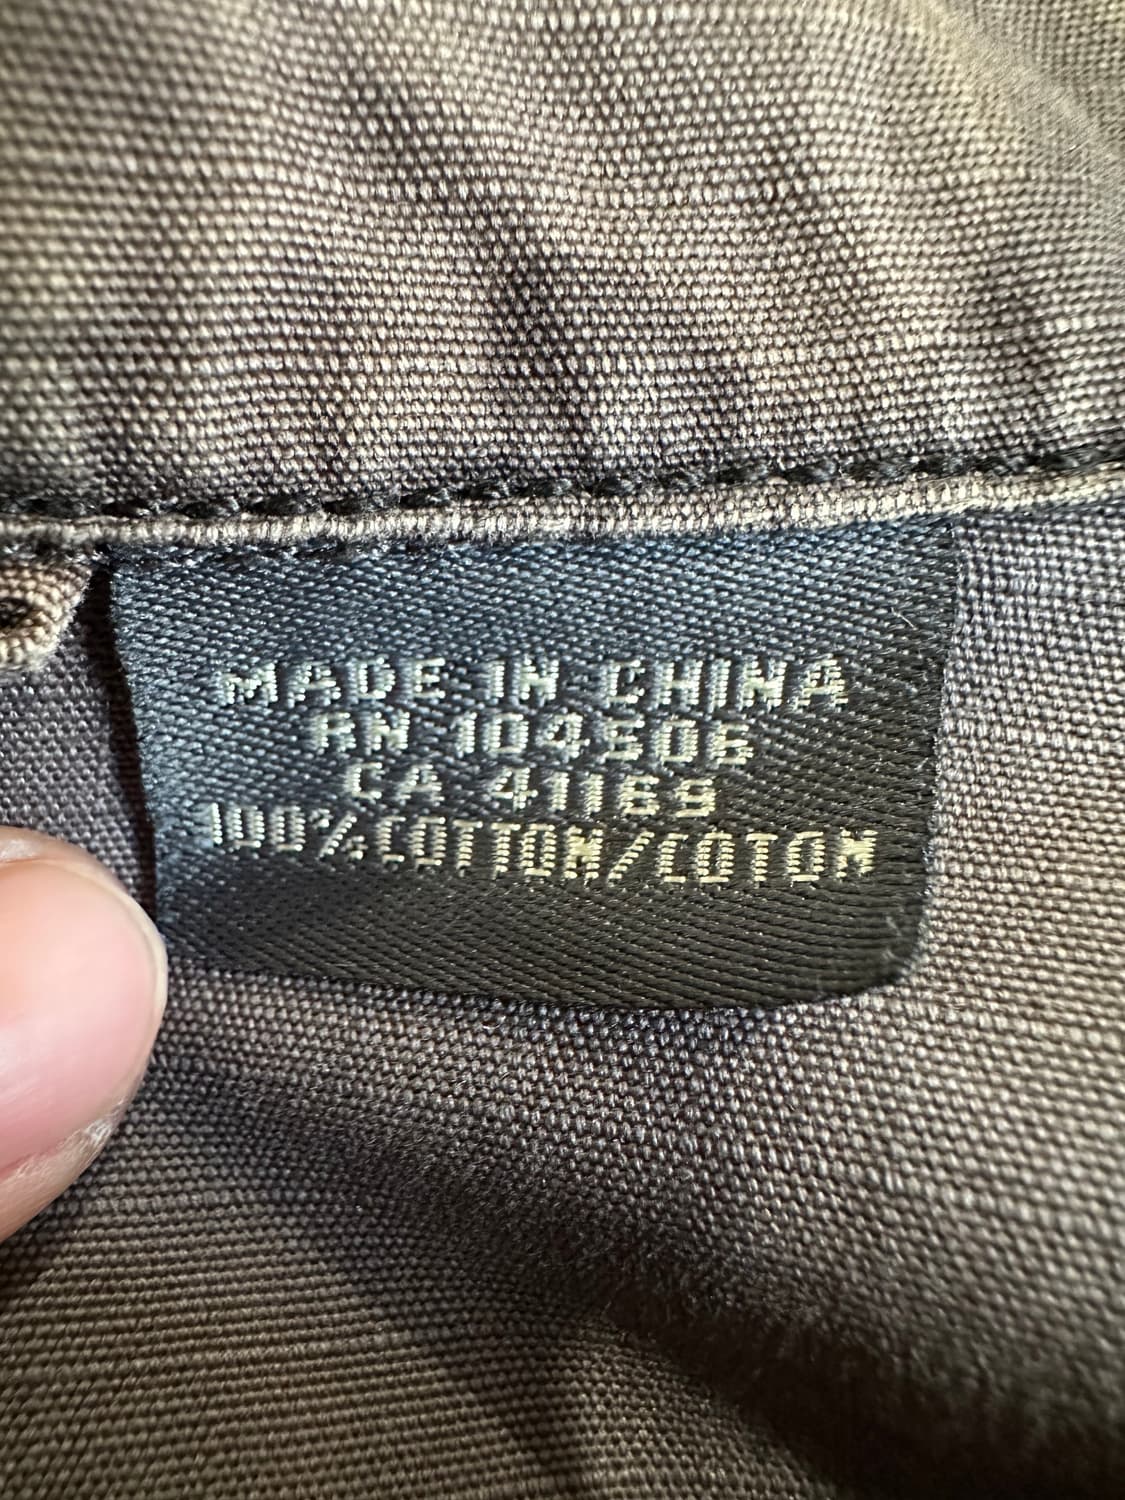 MADE IN CHINA
RN 104506
CA 41169
100%COTTON/COTON